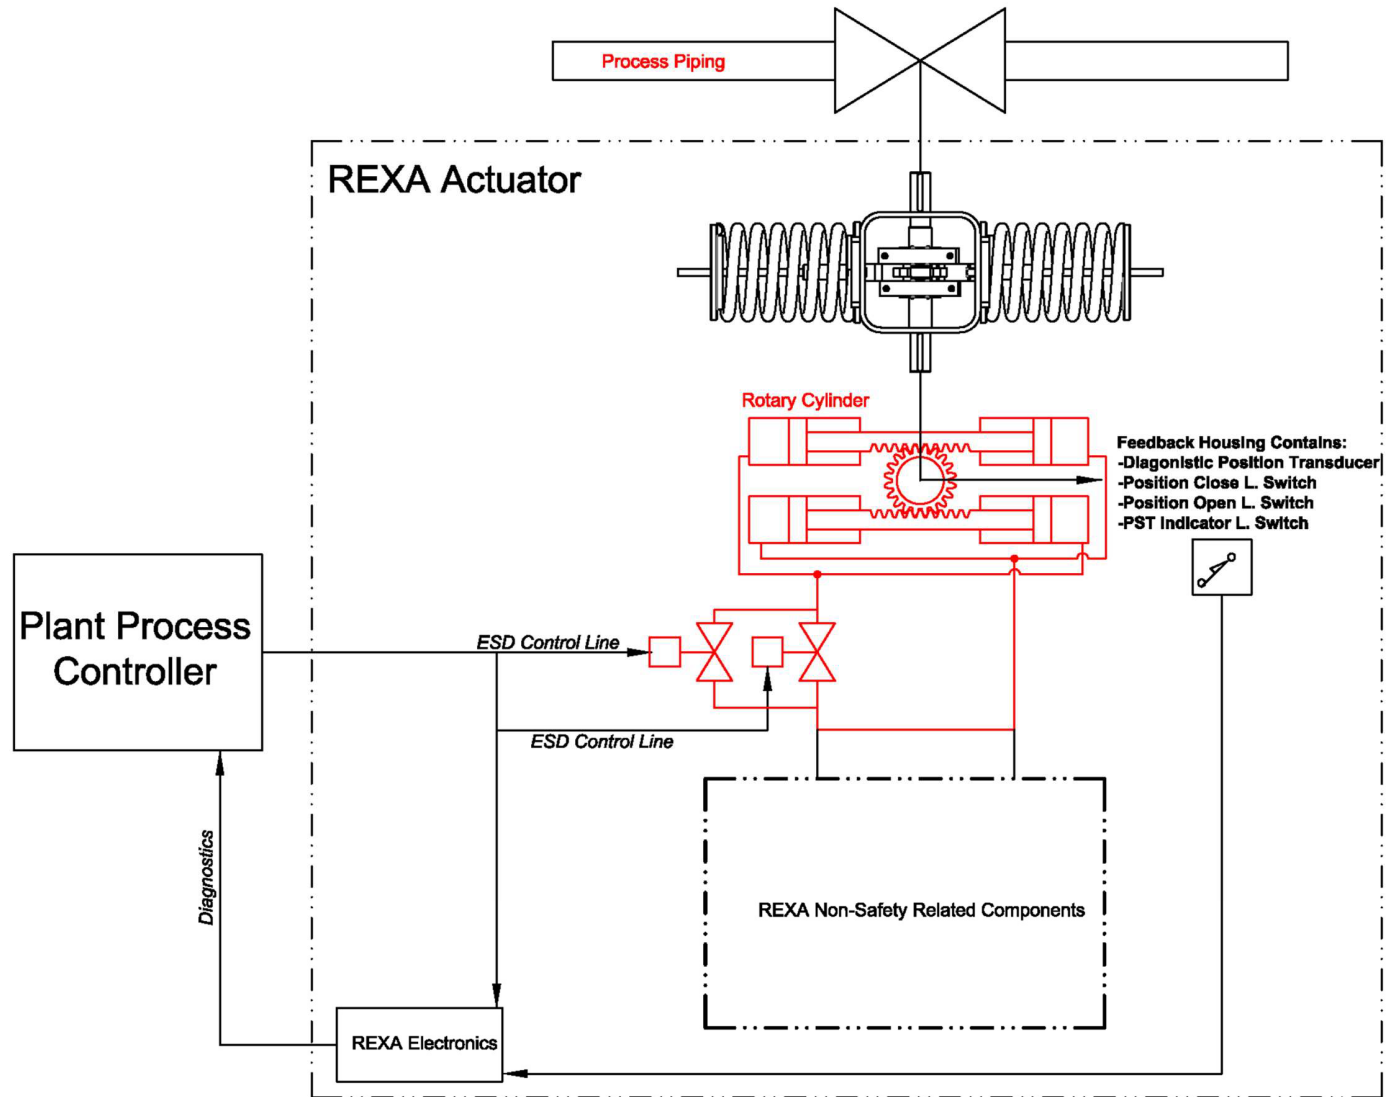 Process Piping
REXA Actuator
Rotary Cylinder
Feedback Housing Contains:
-Diagonistic Position Transducer
-Position Close L. Switch
-Position Open L. Switch
-PST Indicator L. Switch
Plant Process
Controller
ESD Control Line
ESD Control Line
Diagnostics
REXA Non-Safety Related Components
REXA Electronics